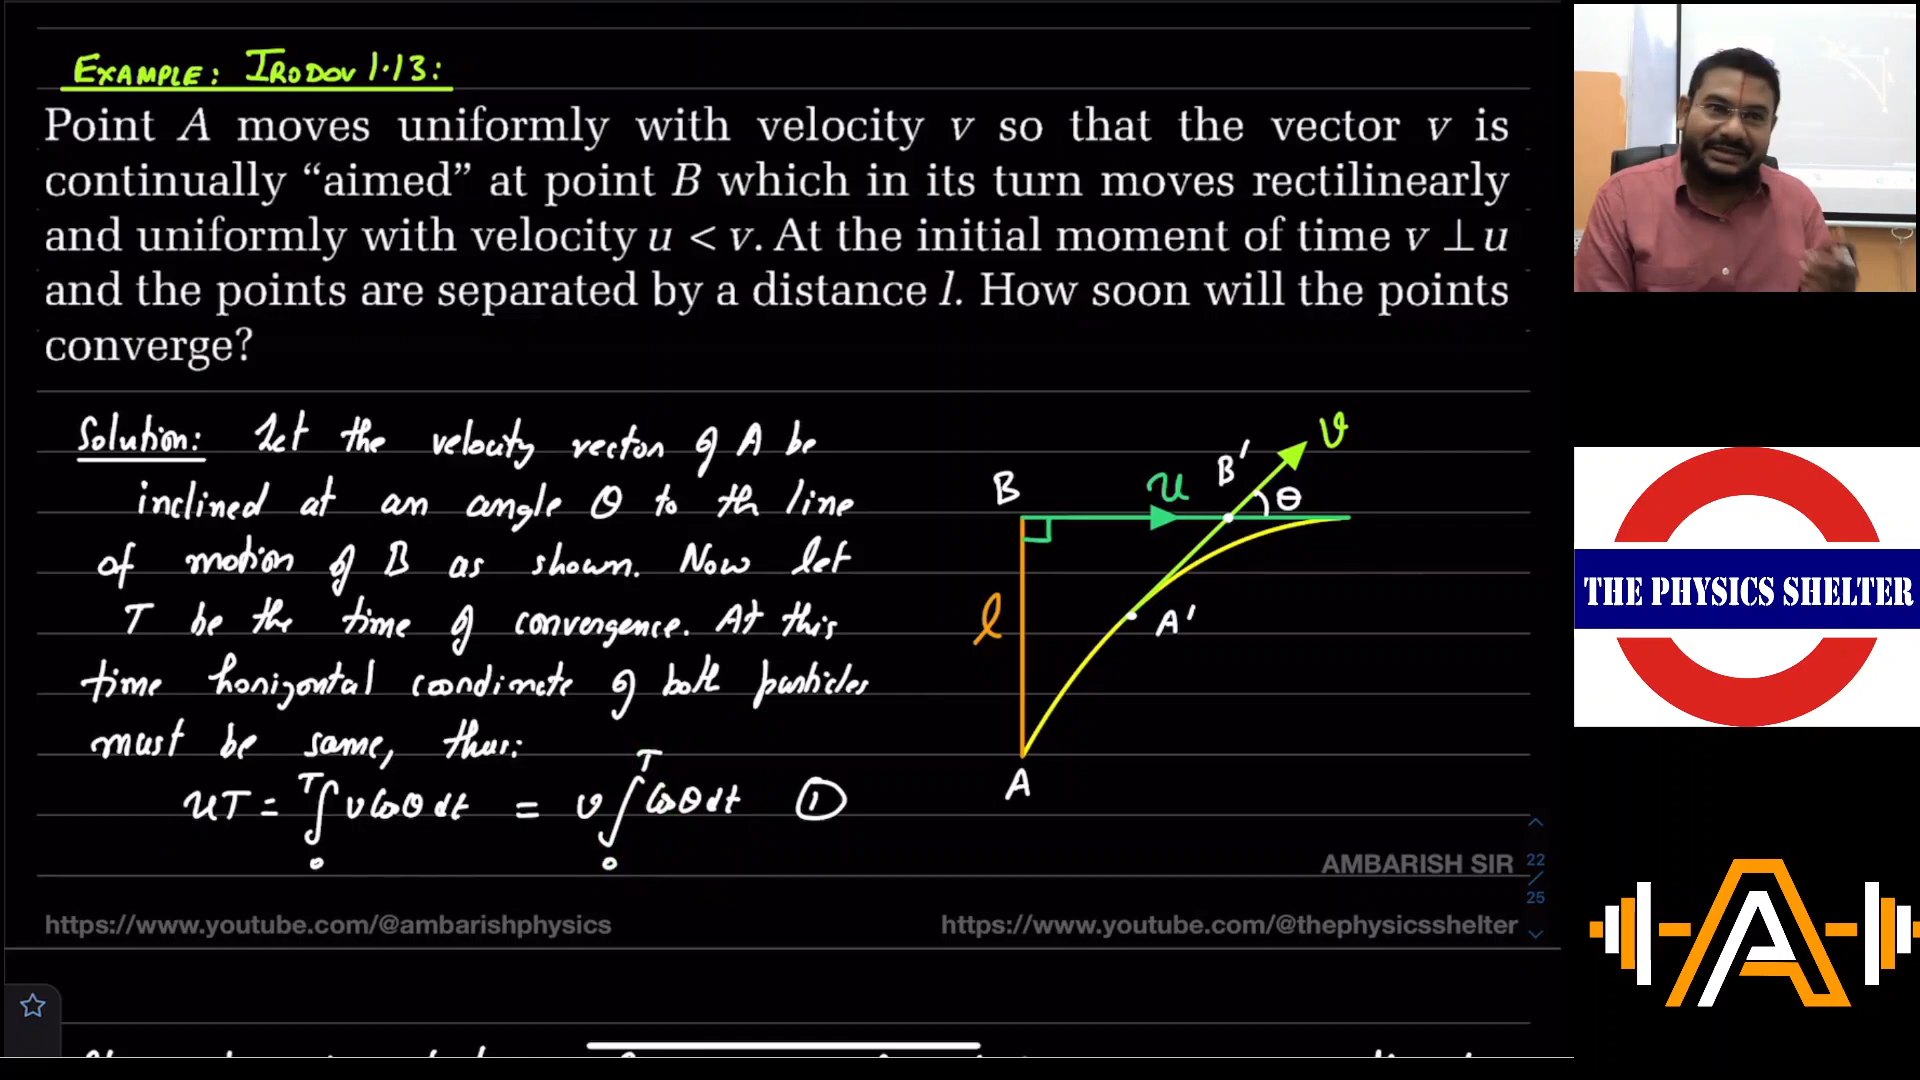 EXAMPLE: IRODOV 1.13:
Point A moves uniformly with velocity v so that the vector v is
continually “aimed” at point B which in its turn moves rectilinearly
and uniformly with velocity u < v. At the initial moment of time v ⊥ u
and the points are separated by a distance l. How soon will the points
converge?
Solution: Let the velocity vector of A be
inclined at an angle θ to th line
of motion of B as shown. Now let
T be the time of convergence. At this
time horizontal coordinate of both particles
must be same, thus:
uT = ∫₀ᵀ v cosθ dt = v ∫₀ᵀ cosθ dt ①
B
u
B'
v
θ
l
A'
A
AMBARISH SIR
22
/
25
https://www.youtube.com/@ambarishphysics
https://www.youtube.com/@thephysicsshelter
THE PHYSICS SHELTER
A